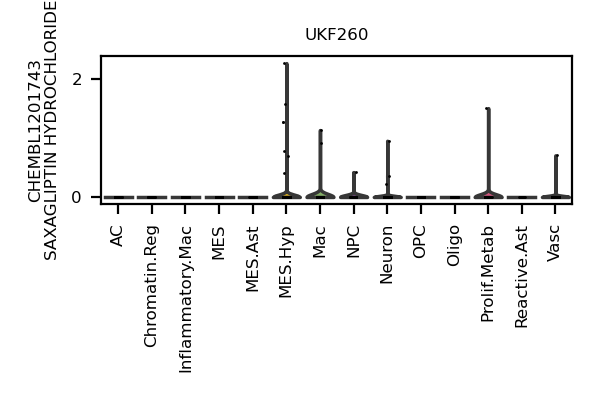 UKF260
CHEMBL1201743
SAXAGLIPTIN HYDROCHLORIDE
2
0
AC
Chromatin.Reg
Inflammatory.Mac
MES
MES.Ast
MES.Hyp
Mac
NPC
Neuron
OPC
Oligo
Prolif.Metab
Reactive.Ast
Vasc